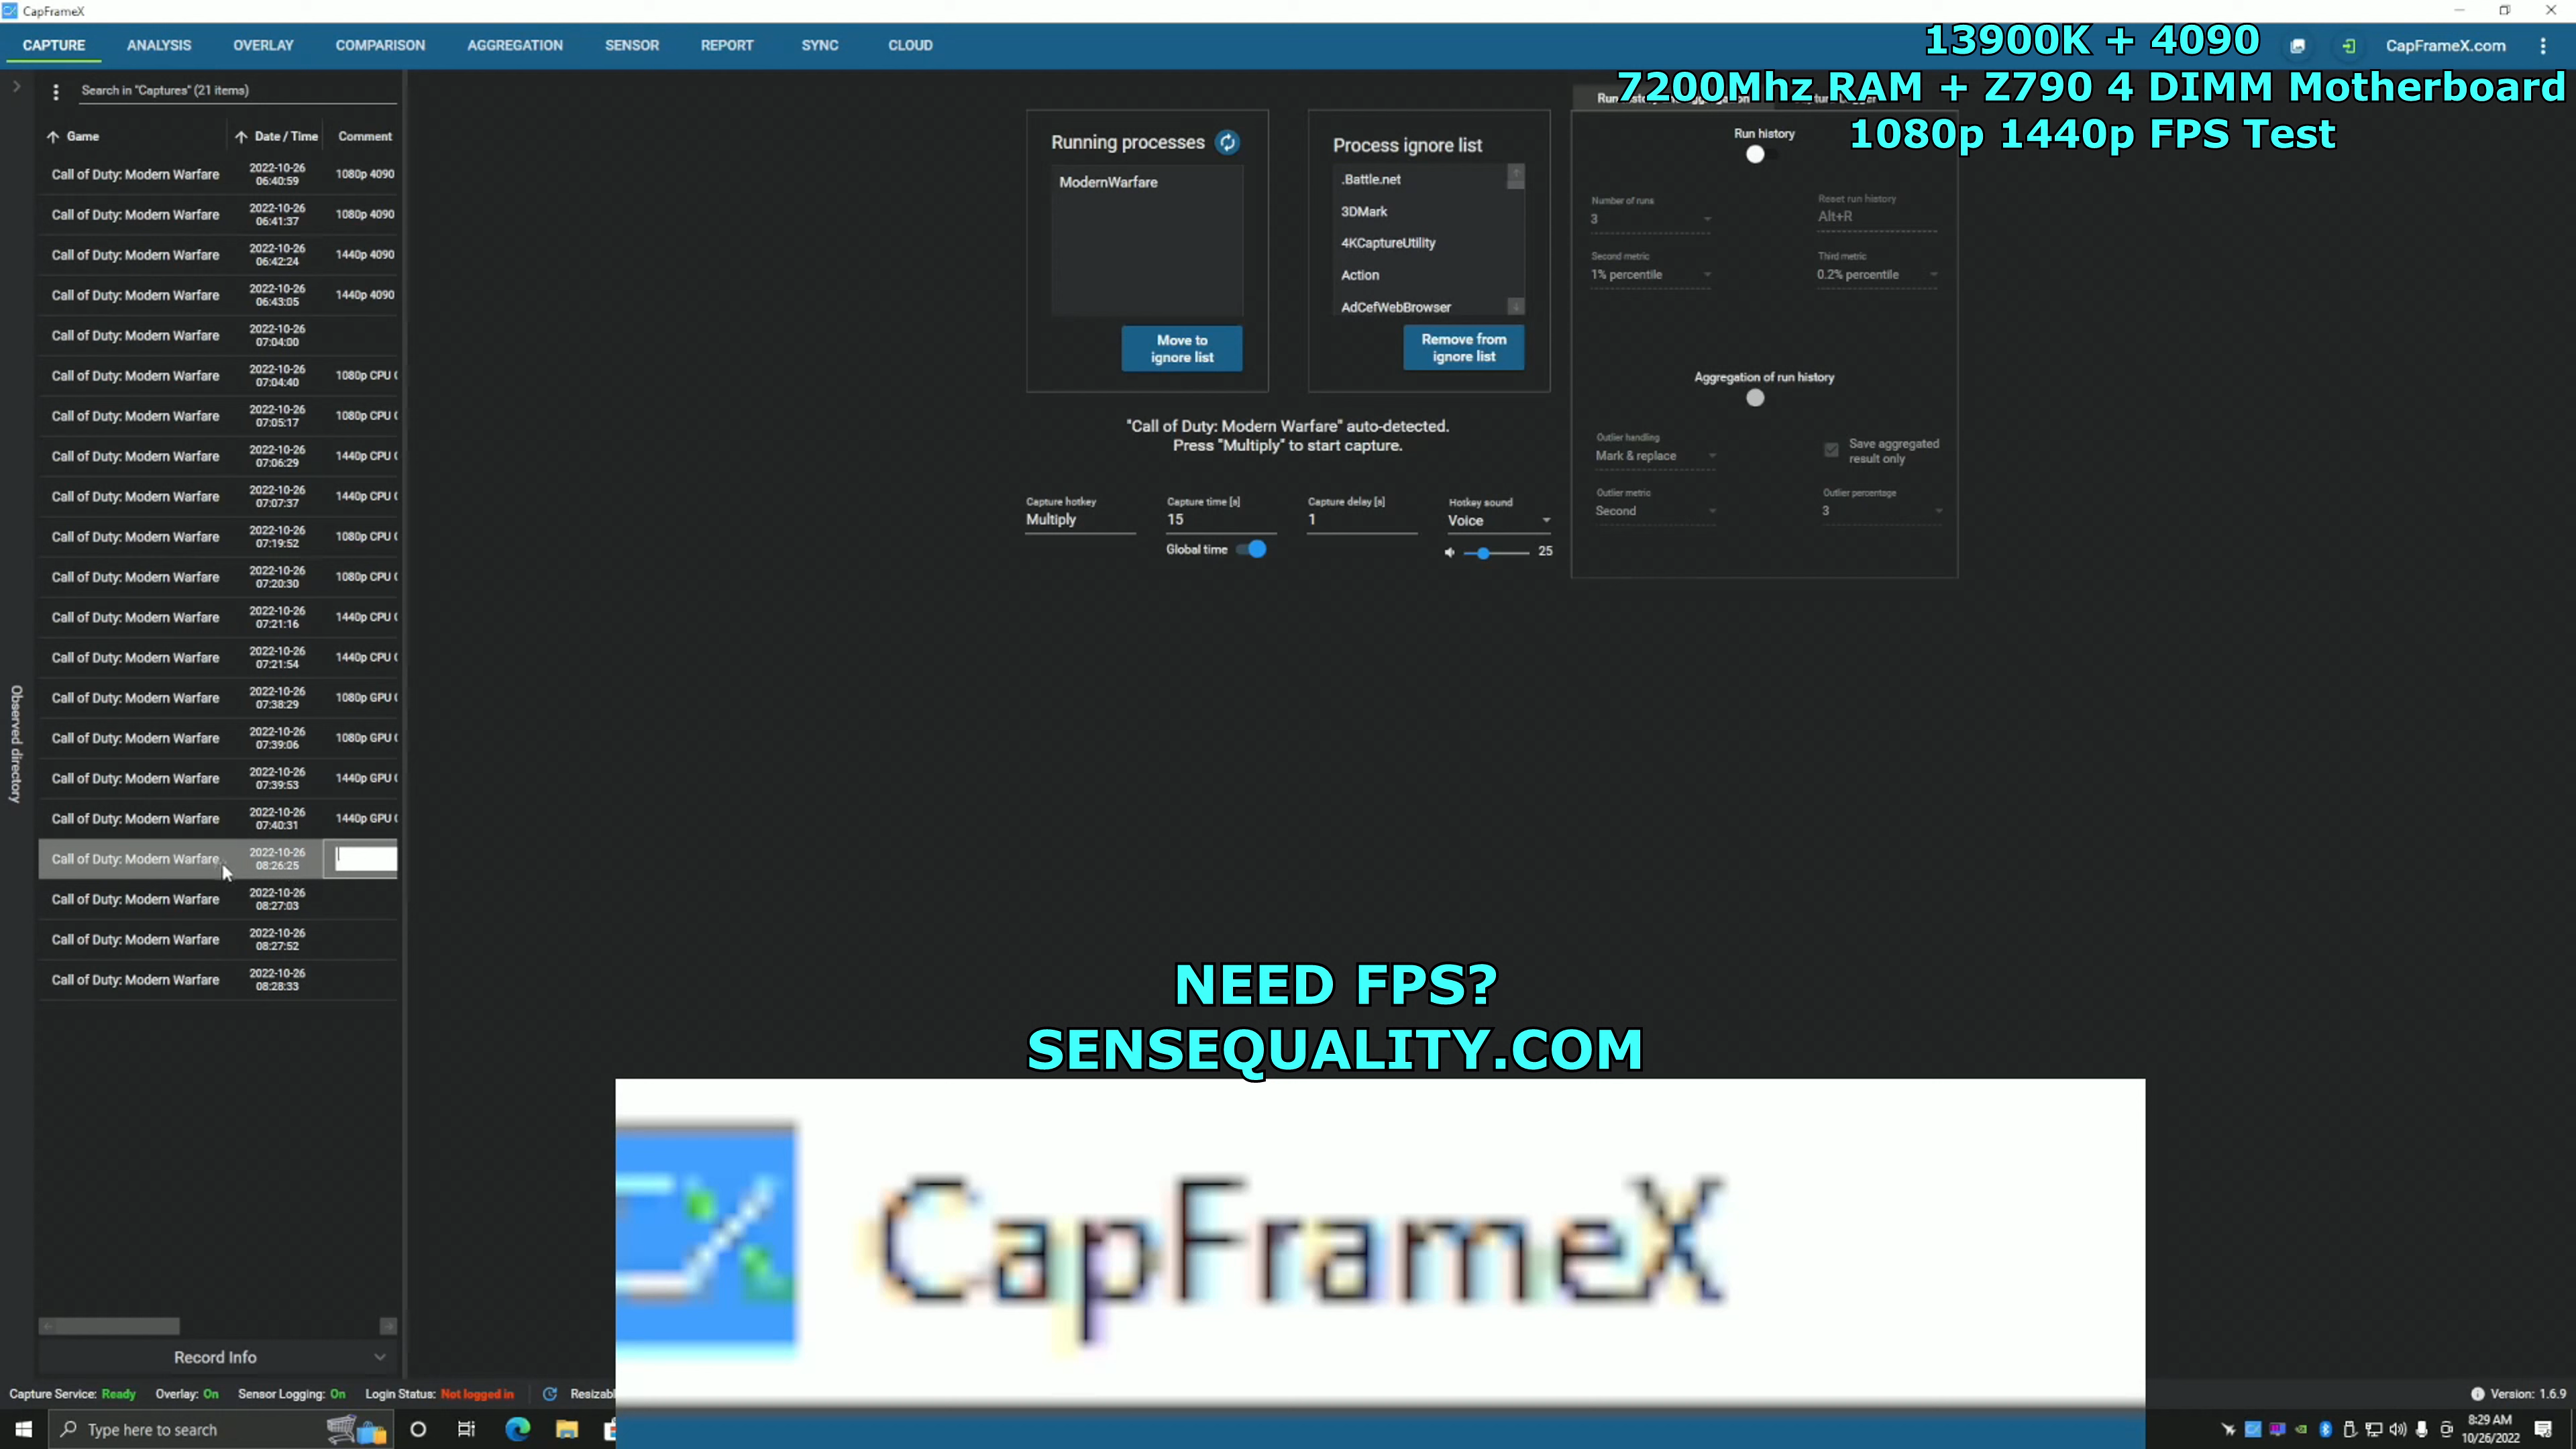 CapFrameX
CAPTURE ANALYSIS OVERLAY COMPARISON AGGREGATION SENSOR REPORT SYNC CLOUD
CapFrameX.com
13900K + 4090
7200Mhz RAM + Z790 4 DIMM Motherboard
1080p 1440p FPS Test
Search in "Captures" (21 items)
Game Date / Time Comment
Call of Duty: Modern Warfare 2022-10-26 06:40:59 1080p 4090
Call of Duty: Modern Warfare 2022-10-26 06:41:37 1080p 4090
Call of Duty: Modern Warfare 2022-10-26 06:42:24 1440p 4090
Call of Duty: Modern Warfare 2022-10-26 06:43:05 1440p 4090
Call of Duty: Modern Warfare 2022-10-26 07:04:00
Call of Duty: Modern Warfare 2022-10-26 07:04:40 1080p CPU
Call of Duty: Modern Warfare 2022-10-26 07:05:17 1080p CPU
Call of Duty: Modern Warfare 2022-10-26 07:06:29 1440p CPU
Call of Duty: Modern Warfare 2022-10-26 07:07:37 1440p CPU
Call of Duty: Modern Warfare 2022-10-26 07:19:52 1080p CPU
Call of Duty: Modern Warfare 2022-10-26 07:20:30 1080p CPU
Call of Duty: Modern Warfare 2022-10-26 07:21:16 1440p CPU
Call of Duty: Modern Warfare 2022-10-26 07:21:54 1440p CPU
Call of Duty: Modern Warfare 2022-10-26 07:38:29 1080p GPU
Call of Duty: Modern Warfare 2022-10-26 07:39:06 1080p GPU
Call of Duty: Modern Warfare 2022-10-26 07:39:53 1440p GPU
Call of Duty: Modern Warfare 2022-10-26 07:40:31 1440p GPU
Call of Duty: Modern Warfare 2022-10-26 08:26:25
Call of Duty: Modern Warfare 2022-10-26 08:27:03
Call of Duty: Modern Warfare 2022-10-26 08:27:52
Call of Duty: Modern Warfare 2022-10-26 08:28:33
Observed directory
Record Info
Running processes
ModernWarfare
Move to
ignore list
Process ignore list
.Battle.net
3DMark
4KCaptureUtility
Action
AdCefWebBrowser
Remove from
ignore list
"Call of Duty: Modern Warfare" auto-detected.
Press "Multiply" to start capture.
Capture hotkey Capture time [s] Capture delay [s] Hotkey sound
Multiply 15 1 Voice
Global time 25
Run history
Number of runs Reset run history
3 Alt+R
Second metric Third metric
1% percentile 0.2% percentile
Aggregation of run history
Outlier handling
Mark & replace
Save aggregated
result only
Outlier metric Outlier percentage
Second 3
NEED FPS?
SENSEQUALITY.COM
CapFrameX
Capture Service: Ready Overlay: On Sensor Logging: On Login Status: Not logged in Resizabl
Version: 1.6.9
Type here to search
8:29 AM
10/26/2022